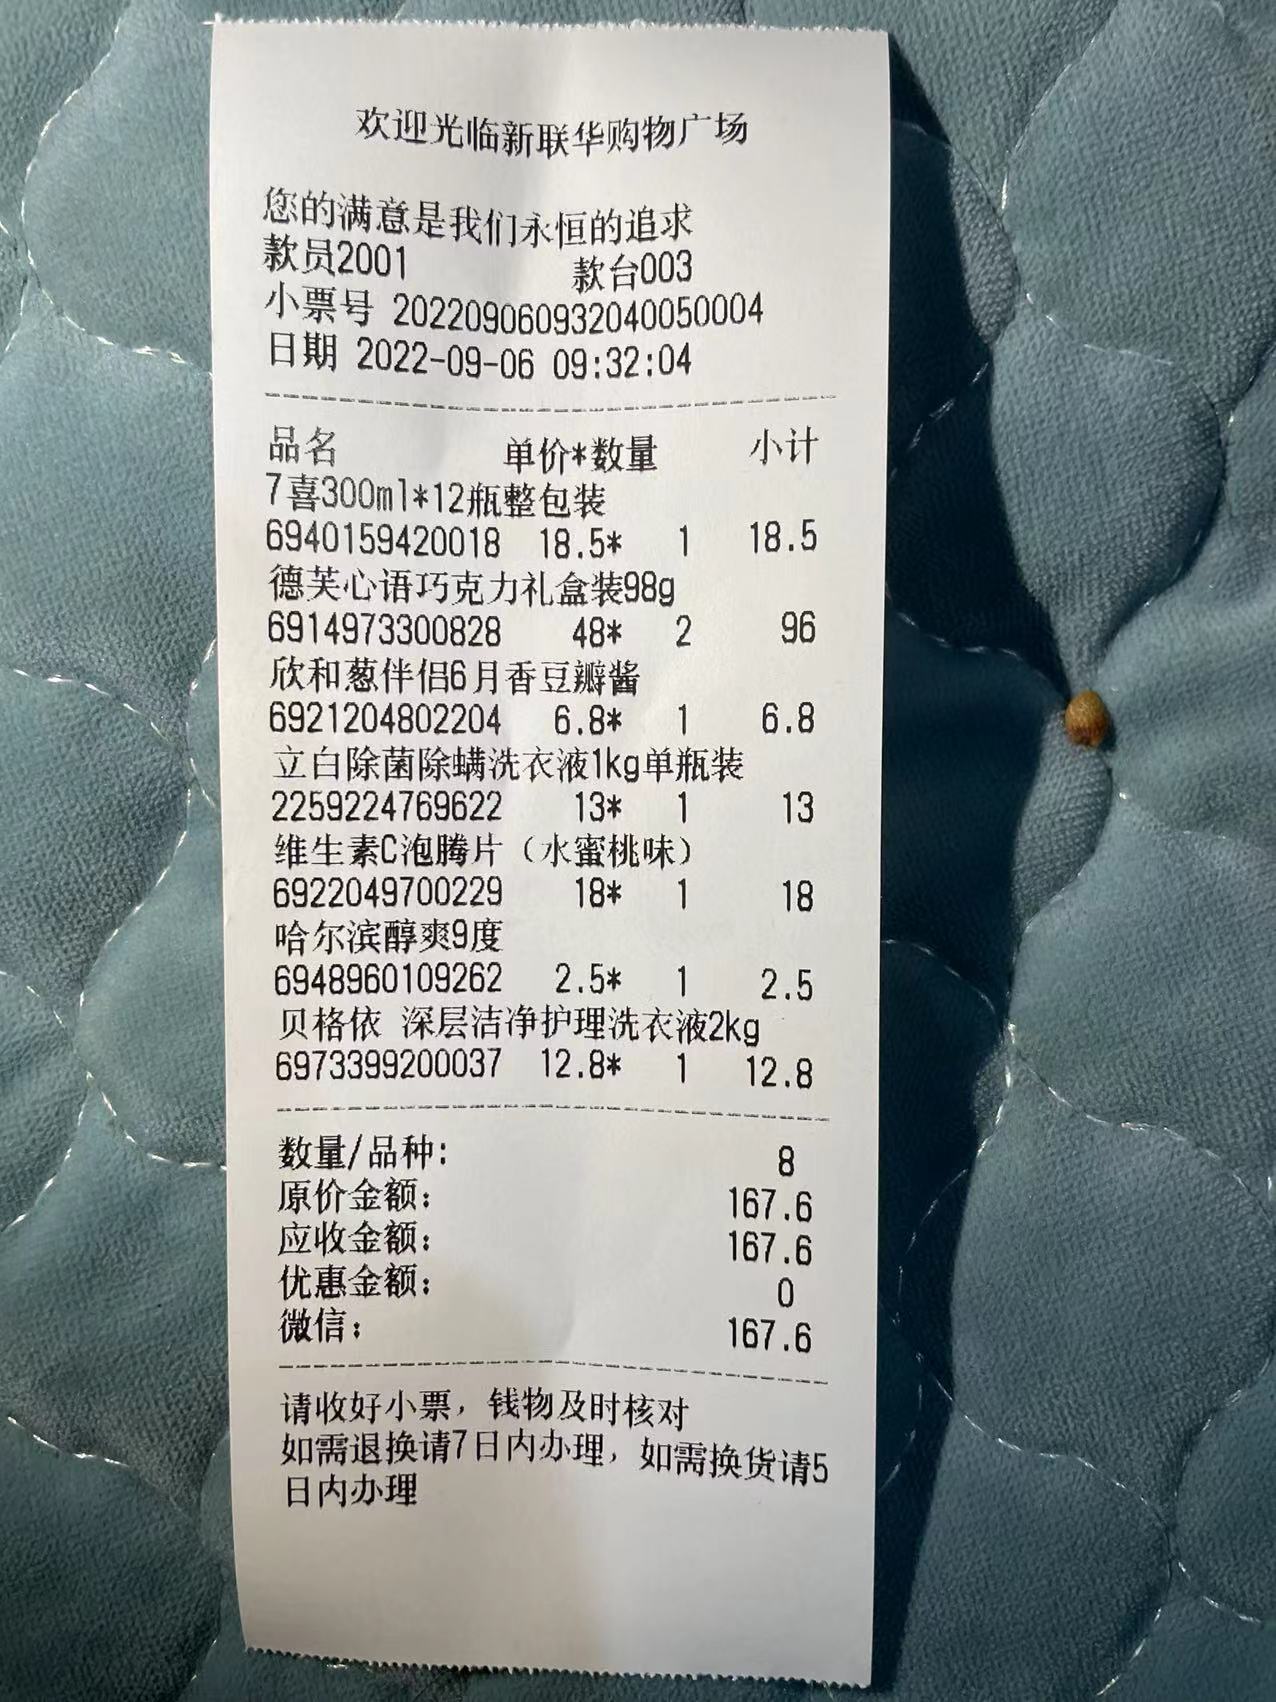 欢迎光临新联华购物广场
您的满意是我们永恒的追求
款员2001 款台003
小票号 202209060932040050004
日期 2022-09-06 09:32:04
品名 单价*数量 小计
7喜300ml*12瓶整包装
6940159420018 18.5* 1 18.5
德芙心语巧克力礼盒装98g
6914973300828 48* 2 96
欣和葱伴侣6月香豆瓣酱
6921204802204 6.8* 1 6.8
立白除菌除螨洗衣液1kg单瓶装
2259224769622 13* 1 13
维生素C泡腾片（水蜜桃味）
6922049700229 18* 1 18
哈尔滨醇爽9度
6948960109262 2.5* 1 2.5
贝格依 深层洁净护理洗衣液2kg
6973399200037 12.8* 1 12.8
数量/品种: 8
原价金额: 167.6
应收金额: 167.6
优惠金额: 0
微信: 167.6
请收好小票，钱物及时核对
如需退换请7日内办理，如需换货请5
日内办理